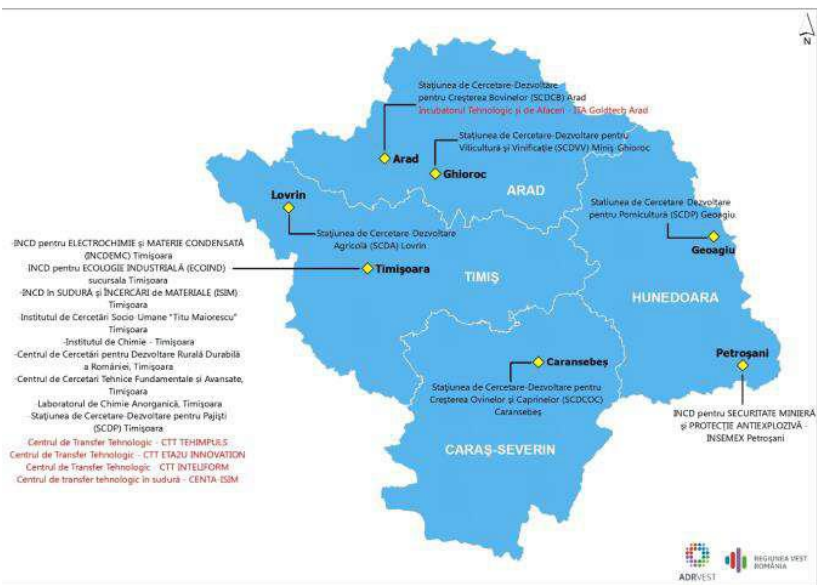 N
Stațiunea de Cercetare-Dezvoltare
pentru Creșterea Bovinelor (SCDCB) Arad
Incubatorul Tehnologic și de Afaceri - ITA Goldtech Arad
Stațiunea de Cercetare-Dezvoltare pentru
Viticultură și Vinificație (SCDVV) Miniș-Ghioroc
Arad
Ghioroc
ARAD
Lovrin
Stațiunea de Cercetare-Dezvoltare
Agricolă (SCDA) Lovrin
Stațiunea de Cercetare-Dezvoltare
pentru Pomicultură (SCDP) Geoagiu
Geoagiu
-INCD pentru ELECTROCHIMIE și MATERIE CONDENSATĂ
(INCDEMC) Timișoara
INCD pentru ECOLOGIE INDUSTRIALĂ (ECOIND)
sucursala Timișoara
-INCD în SUDURĂ și ÎNCERCĂRI de MATERIALE (ISIM)
Timișoara
-Institutul de Cercetări Socio-Umane "Titu Maiorescu"
Timișoara
-Institutul de Chimie - Timișoara
-Centrul de Cercetări pentru Dezvoltare Rurală Durabilă
a României, Timișoara
-Centrul de Cercetari Tehnice Fundamentale și Avansate,
Timișoara
-Laboratorul de Chimie Anorganică, Timișoara
-Stațiunea de Cercetare-Dezvoltare pentru Pajiști
(SCDP) Timișoara
Centrul de Transfer Tehnologic - CTT TEHIMPULS
Centrul de Transfer Tehnologic - CTT ETA2U INNOVATION
Centrul de Transfer Tehnologic - CTT INTELIFORM
Centrul de transfer tehnologic în sudură - CENTA-ISIM
Timișoara
TIMIȘ
HUNEDOARA
Caransebeș
Stațiunea de Cercetare-Dezvoltare pentru
Creșterea Ovinelor și Caprinelor (SCDCOC)
Caransebeș
CARAȘ-SEVERIN
Petroșani
INCD pentru SECURITATE MINIERĂ
și PROTECȚIE ANTIEXPLOZIVĂ -
INSEMEX Petroșani
ADRVEST
REGIUNEA VEST
ROMÂNIA